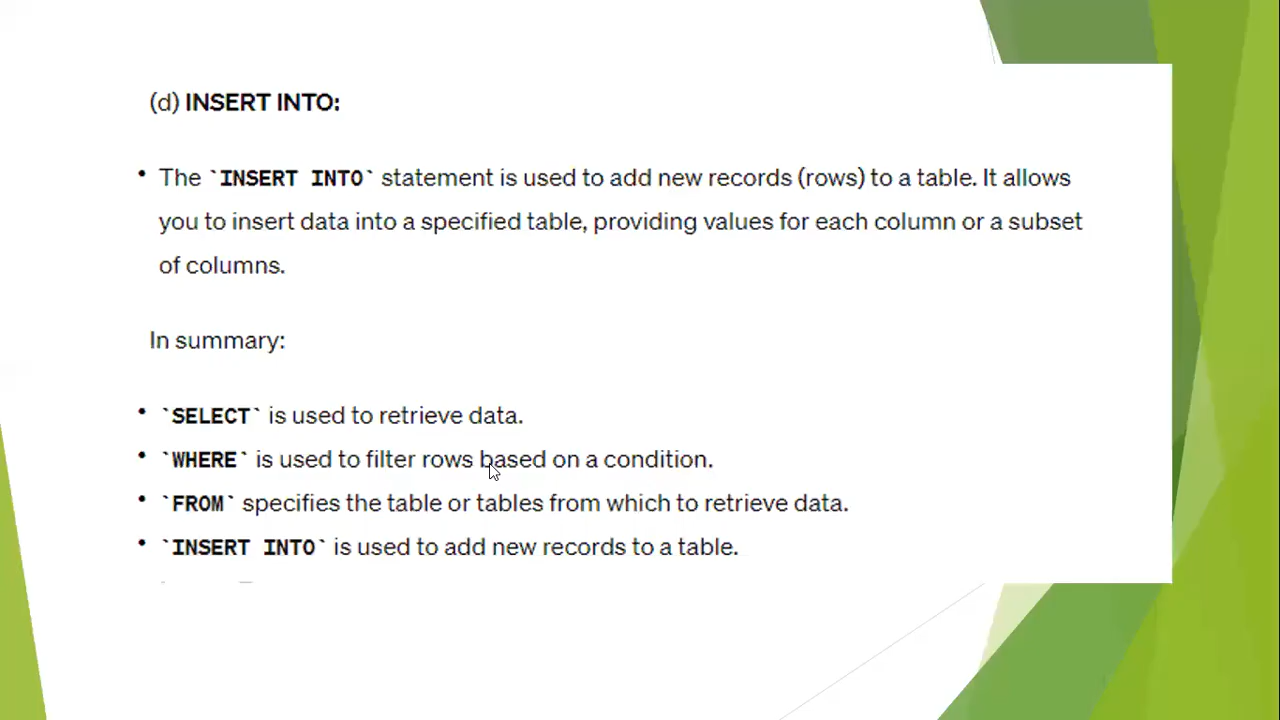 (d) INSERT INTO:
• The `INSERT INTO` statement is used to add new records (rows) to a table. It allows
you to insert data into a specified table, providing values for each column or a subset
of columns.
In summary:
• `SELECT` is used to retrieve data.
• `WHERE` is used to filter rows based on a condition.
• `FROM` specifies the table or tables from which to retrieve data.
• `INSERT INTO` is used to add new records to a table.